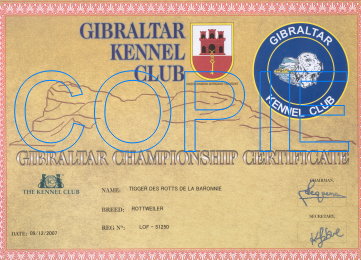 GIBRALTAR
KENNEL
CLUB
GIBRALTAR
KENNEL CLUB
COPIE
GIBRALTAR CHAMPIONSHIP CERTIFICATE
THE KENNEL CLUB
NAME: TIGGER DES ROTTS DE LA BARONNIE
CHAIRMAN,
BREED: ROTTWEILER
SECRETARY,
REG Nº: LOF - 51250
DATE: 09/12/2007